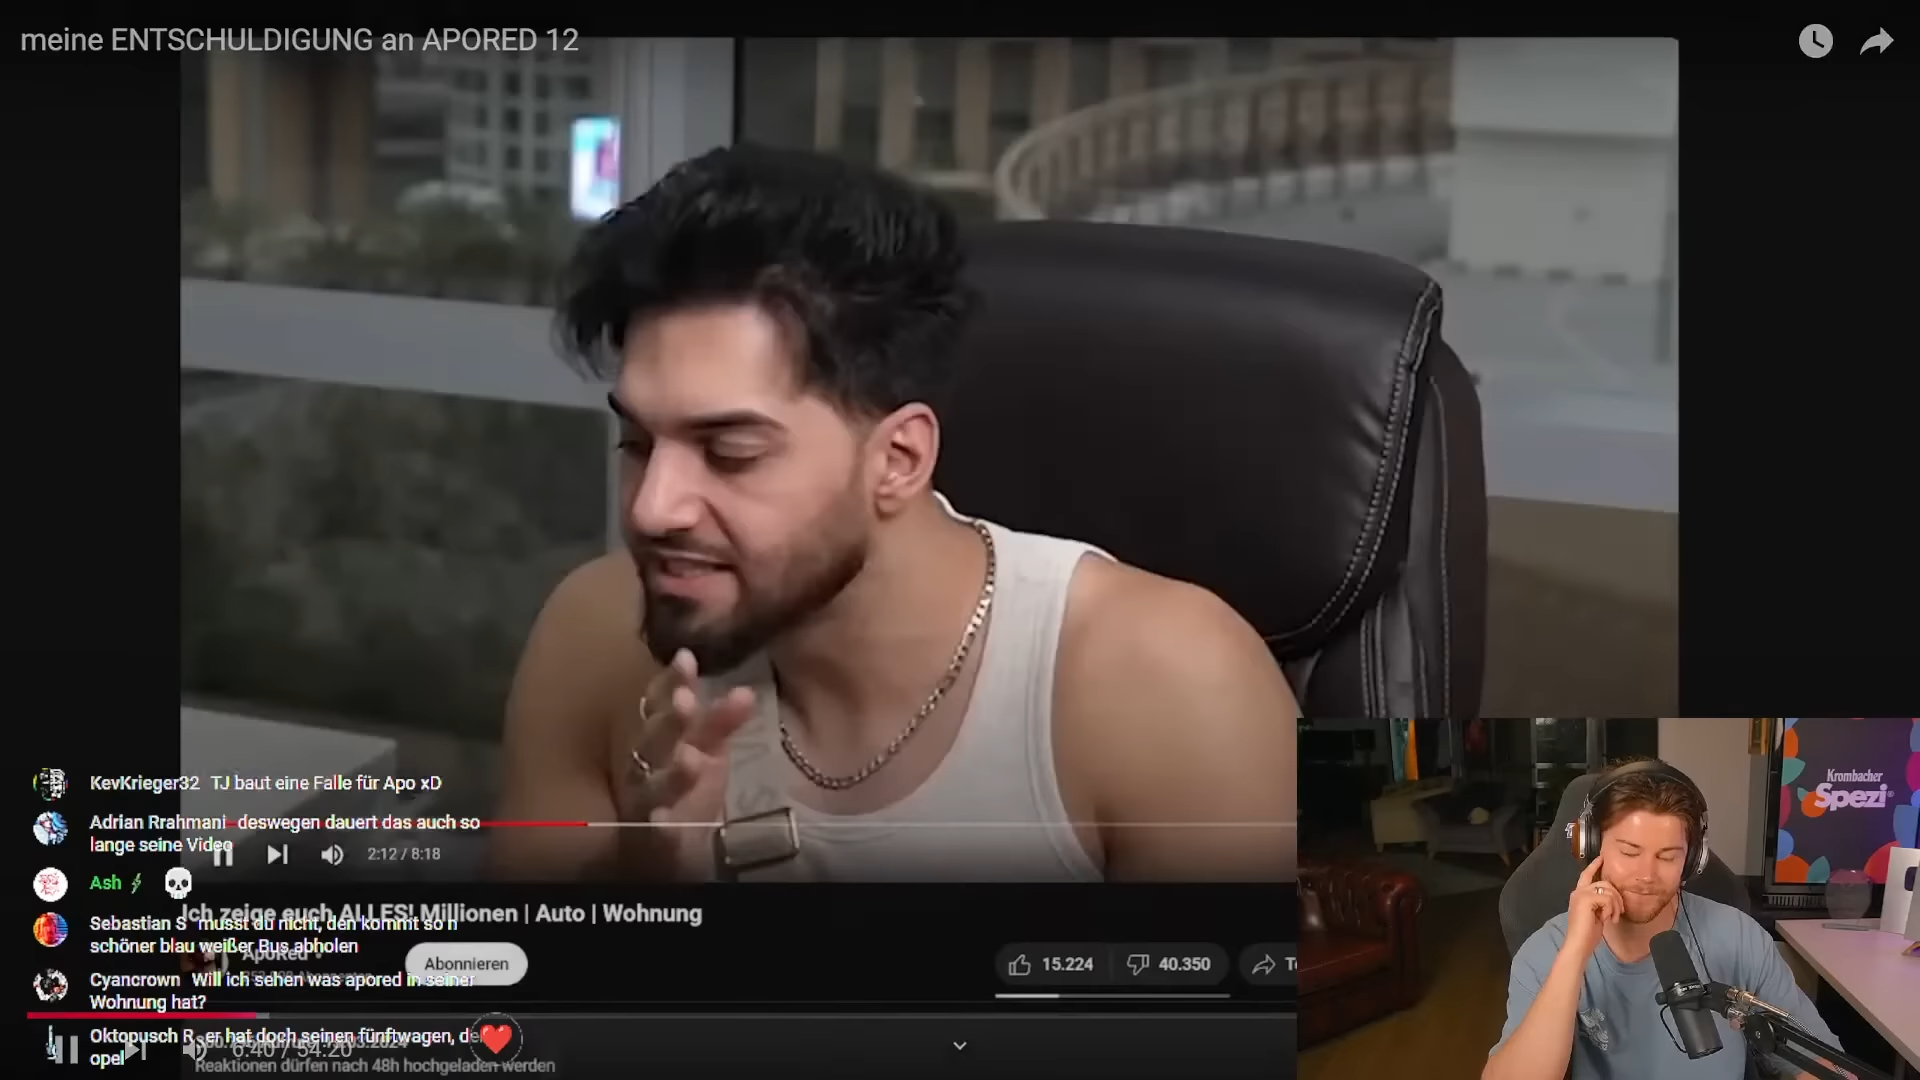 meine ENTSCHULDIGUNG an APORED 12
KevKrieger32 TJ baut eine Falle für Apo xD
Adrian Rrahmani deswegen dauert das auch so
lange seine Video
2:12 / 8:18
Ash
Ich zeige euch ALLES! Millionen | Auto | Wohnung
Sebastian S musst du nicht, den kommt so n
schöner blau weißer Bus abholen
ApoRed
Abonnieren
15.224
40.350
Cyancrown Will ich sehen was apored in seiner
Wohnung hat?
Oktopusch R. er hat doch seinen fünftwagen,
opel
6:40 / 54:20
Reaktionen dürfen nach 48h hochgeladen werden
Krombacher
Spezi